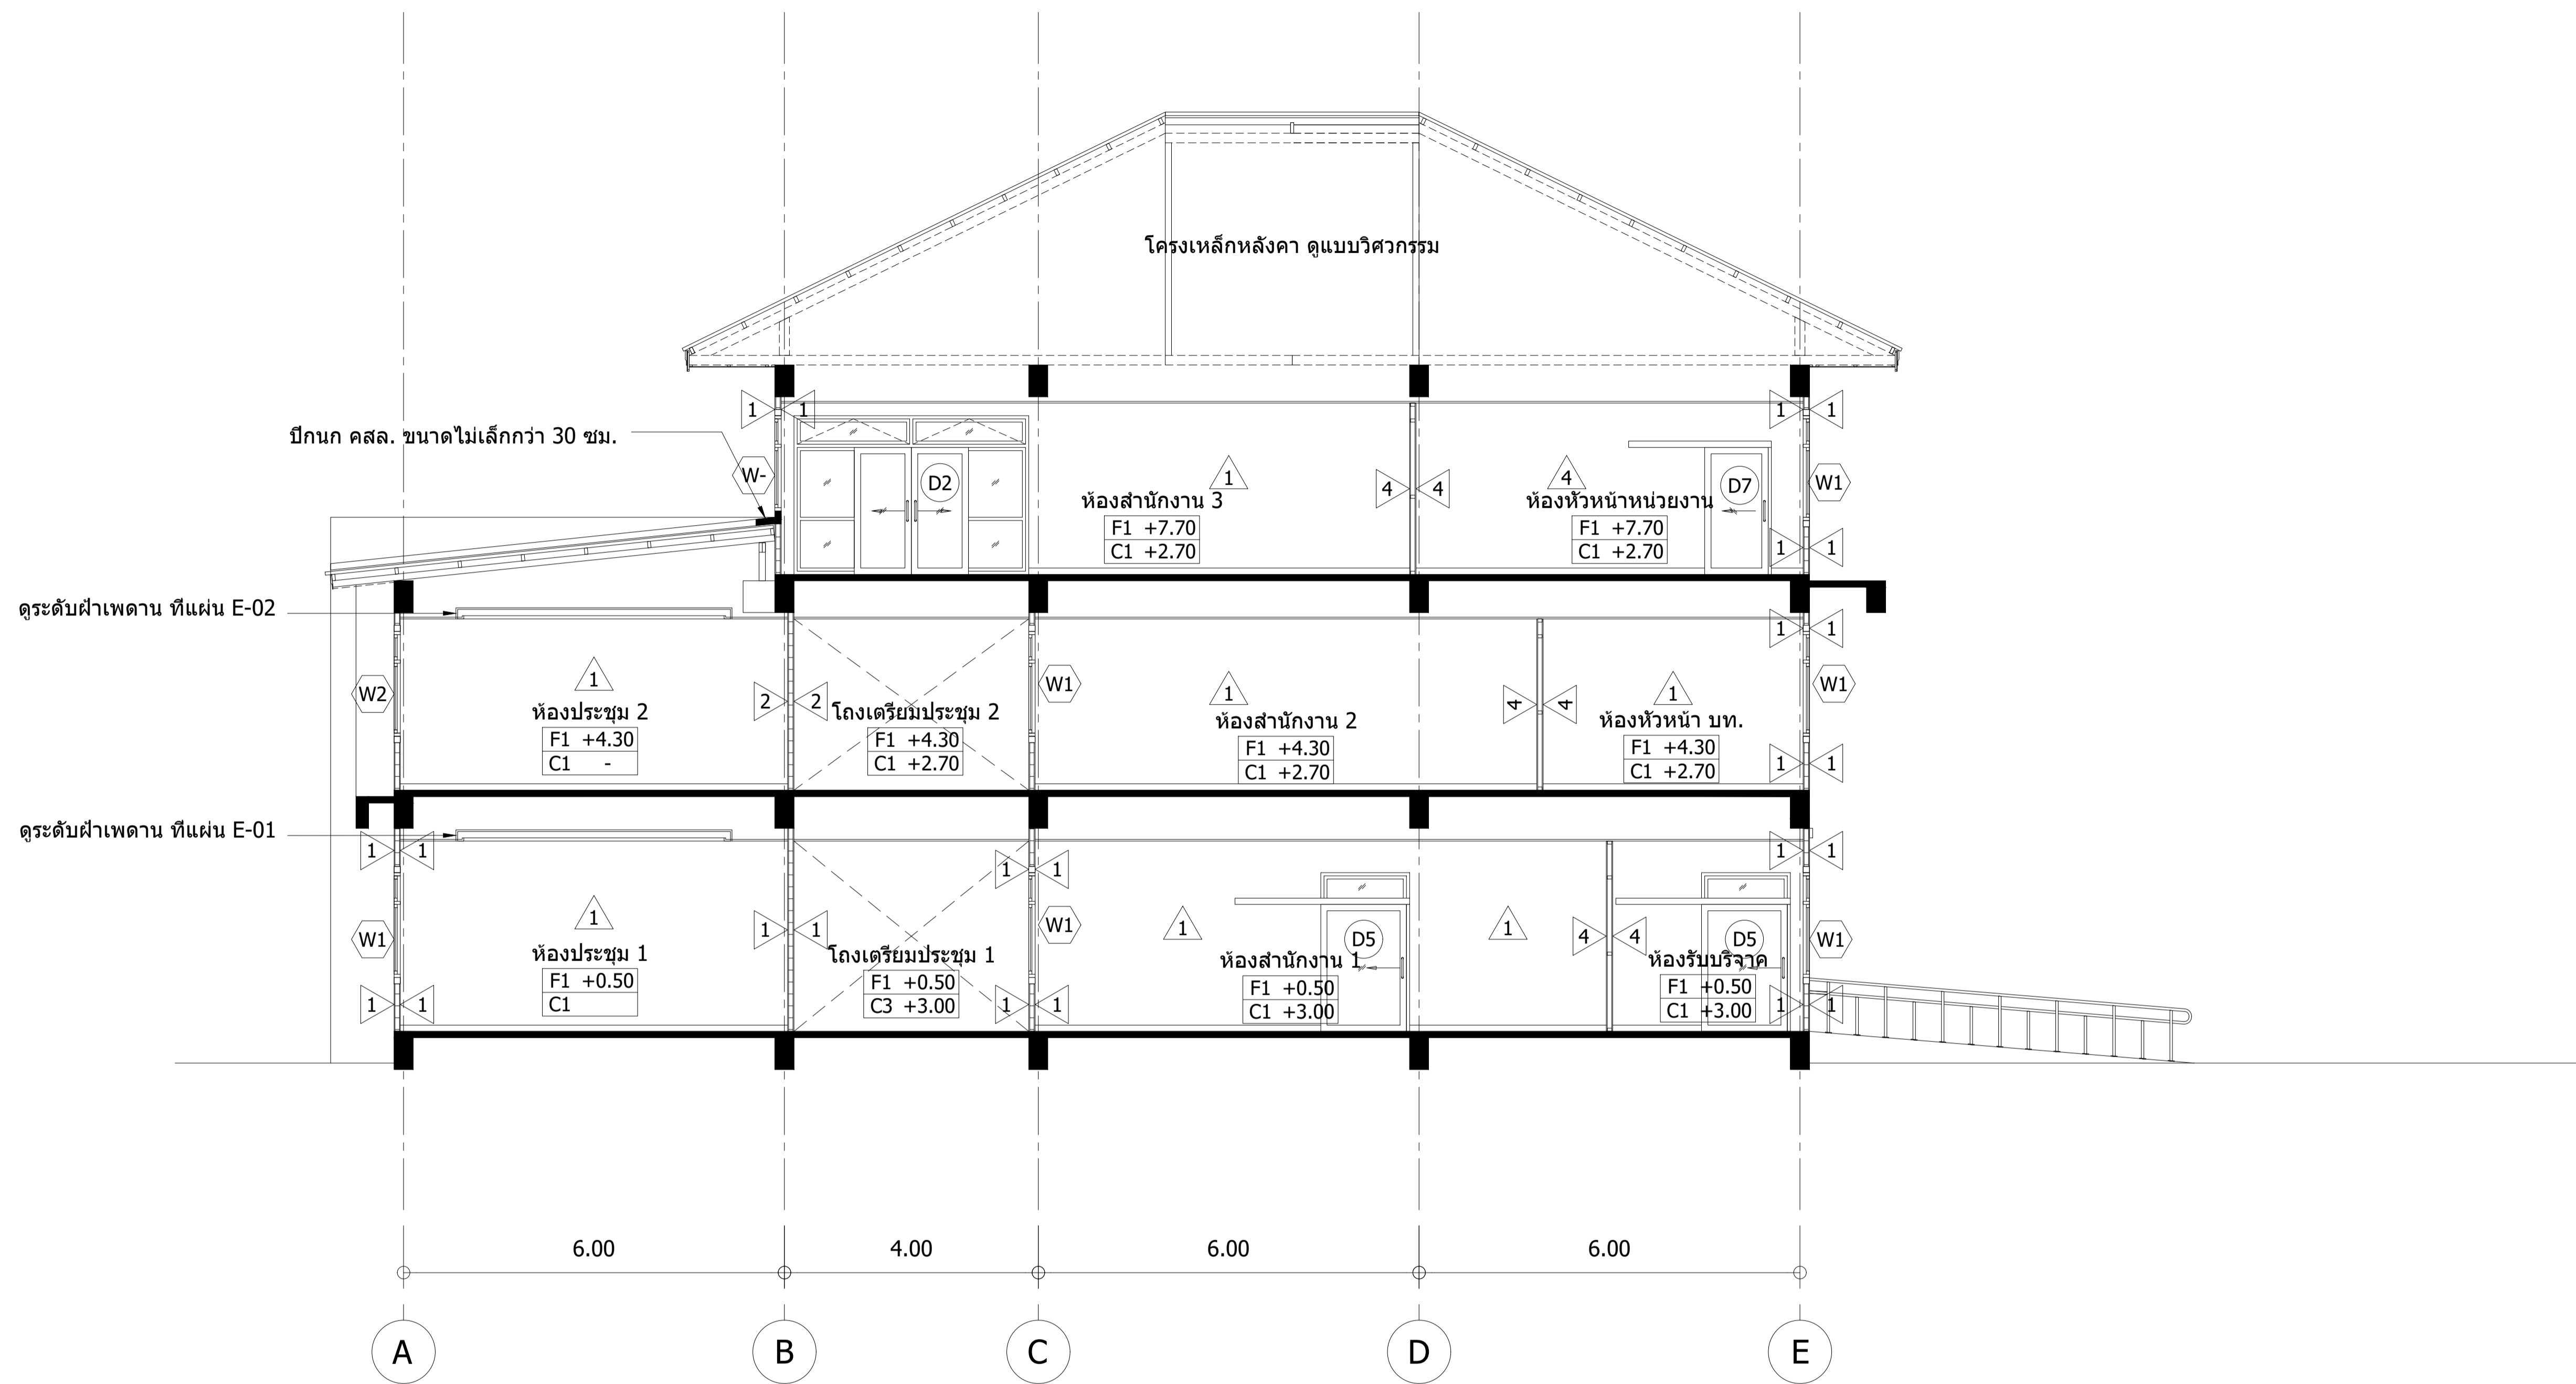 โครงเหล็กหลังคา ดูแบบวิศวกรรม
1 1 1 1
ปีกนก คสล. ขนาดไม่เล็กกว่า 30 ซม.
W- D2 1 4 4 4 D7 W1
ห้องสำนักงาน 3
F1 +7.70
C1 +2.70
ห้องหัวหน้าหน่วยงาน
F1 +7.70
C1 +2.70
1 1
ดูระดับฝ้าเพดาน ที่แผ่น E-02
1 1
W2 1 2 2 W1 1 4 4 1 W1
ห้องประชุม 2
F1 +4.30
C1 -
โถงเตรียมประชุม 2
F1 +4.30
C1 +2.70
ห้องสำนักงาน 2
F1 +4.30
C1 +2.70
ห้องหัวหน้า บท.
F1 +4.30
C1 +2.70
1 1
ดูระดับฝ้าเพดาน ที่แผ่น E-01
1 1 1 1 1 1
W1 1 1 1 W1 1 D5 1 4 4 D5 W1
ห้องประชุม 1
F1 +0.50
C1
โถงเตรียมประชุม 1
F1 +0.50
C3 +3.00
ห้องสำนักงาน 1
F1 +0.50
C1 +3.00
ห้องรับบริจาค
F1 +0.50
C1 +3.00
1 1 1 1 1 1
6.00 4.00 6.00 6.00
A B C D E